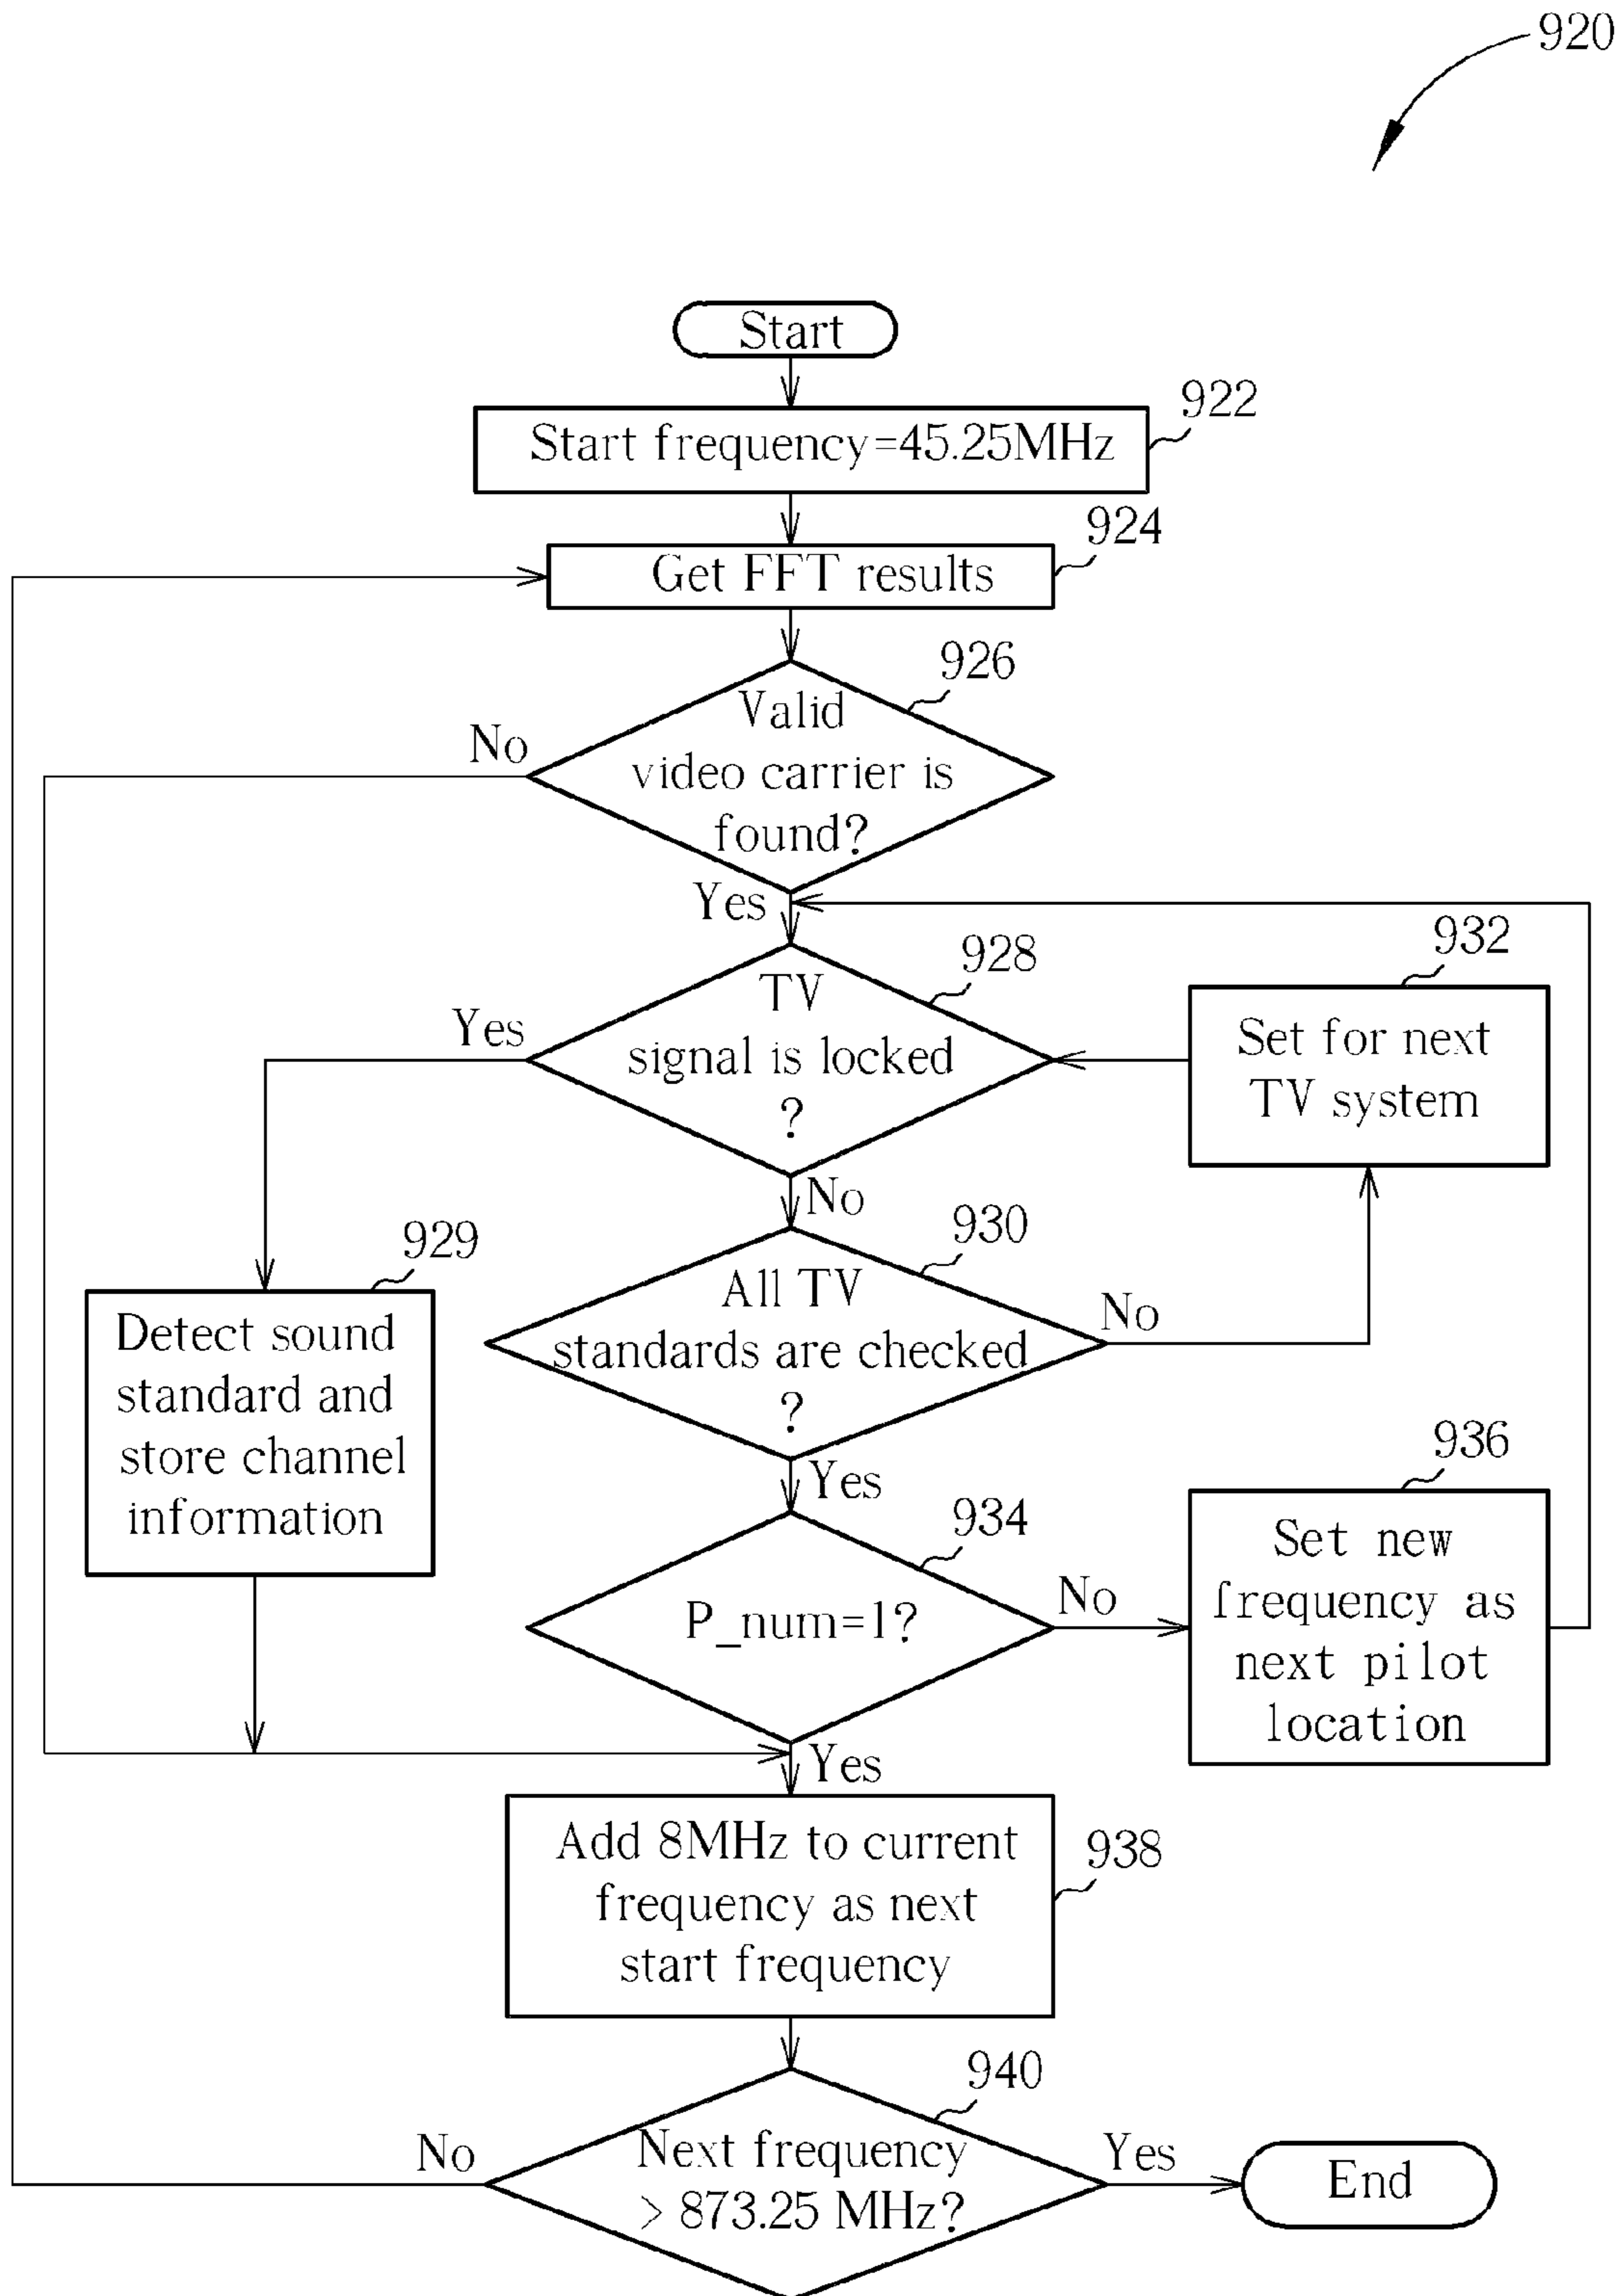 920
Start
922
Start frequency=45.25MHz
924
Get FFT results
926
Valid
video carrier is
found?
No
Yes
928
TV
signal is locked
?
Yes
No
932
Set for next
TV system
929
Detect sound
standard and
store channel
information
930
All TV
standards are checked
?
No
Yes
934
P_num=1?
No
Yes
936
Set new
frequency as
next pilot
location
938
Add 8MHz to current
frequency as next
start frequency
940
Next frequency
> 873.25 MHz?
No
Yes
End